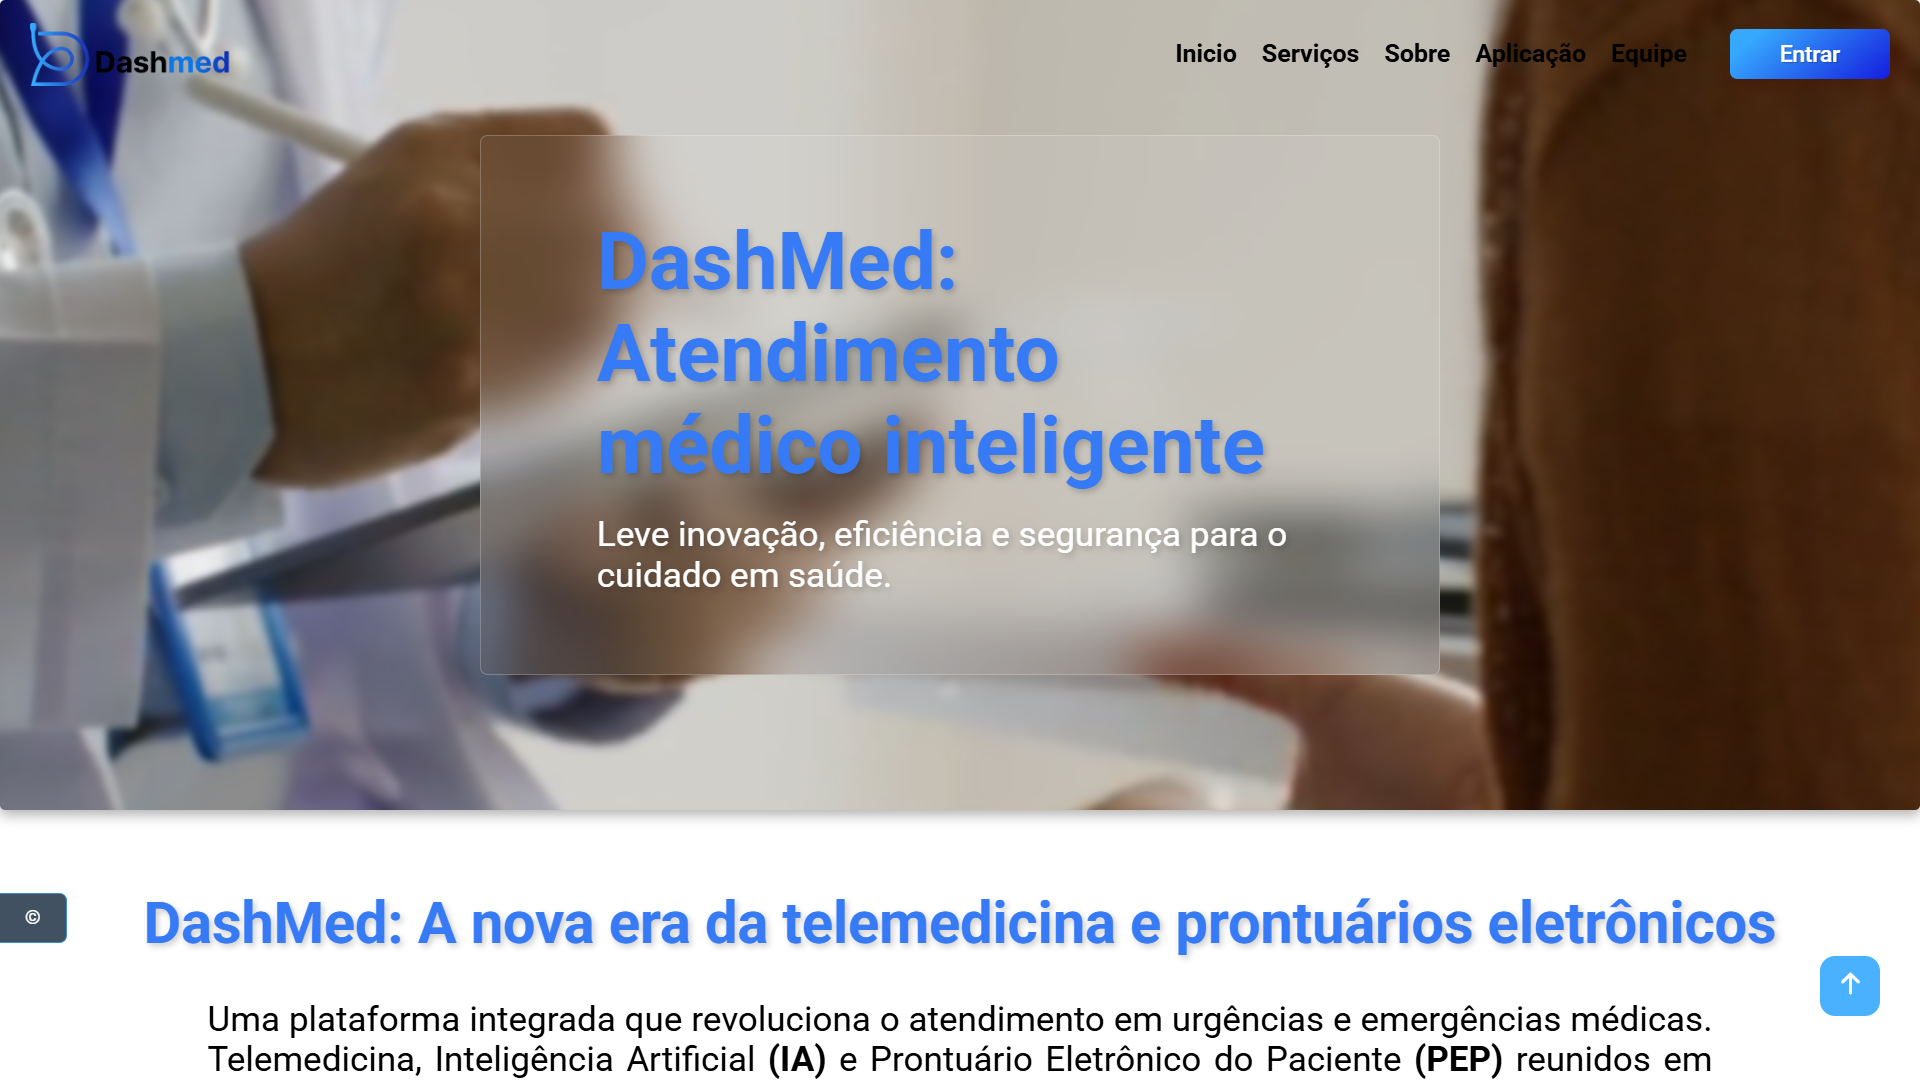 Dashmed
Inicio Serviços Sobre Aplicação Equipe Entrar
DashMed:
Atendimento
médico inteligente
Leve inovação, eficiência e segurança para o
cuidado em saúde.
©
DashMed: A nova era da telemedicina e prontuários eletrônicos
Uma plataforma integrada que revoluciona o atendimento em urgências e emergências médicas.
Telemedicina, Inteligência Artificial (IA) e Prontuário Eletrônico do Paciente (PEP) reunidos em